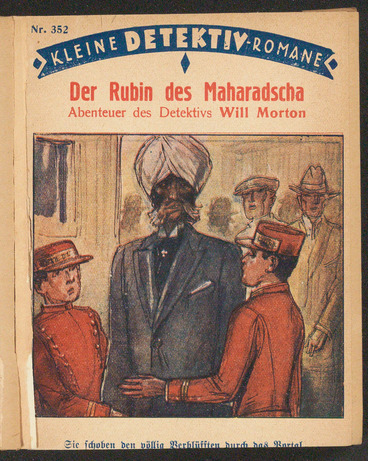 Nr. 352
KLEINE DETEKTIV-ROMANE
Der Rubin des Maharadscha
Abenteuer des Detektivs Will Morton
Sie schoben den völlig Verblüfften durch das Portal.